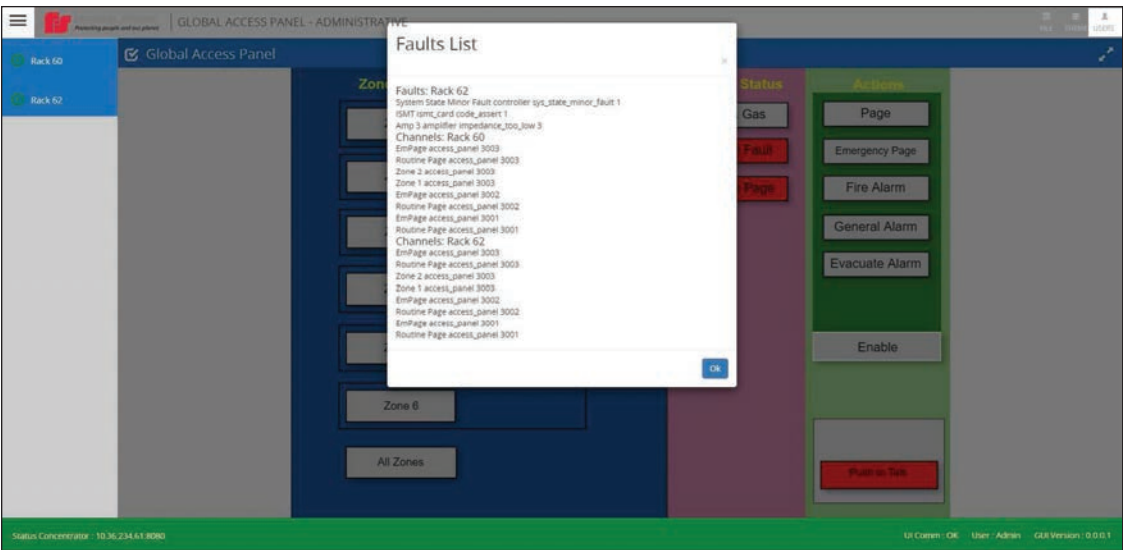 Protecting people and our planet
GLOBAL ACCESS PANEL - ADMINISTRATIVE
USERS
Rack 60
Rack 62
Global Access Panel
Faults List
×
Faults: Rack 62
System State Minor Fault controller sys_state_minor_fault 1
ISMT ismt_card code_assert 1
Amp 3 amplifier impedance_too_low 3
Channels: Rack 60
EmPage access_panel 3003
Routine Page access_panel 3003
Zone 2 access_panel 3003
Zone 1 access_panel 3003
EmPage access_panel 3002
Routine Page access_panel 3002
EmPage access_panel 3001
Routine Page access_panel 3001
Channels: Rack 62
EmPage access_panel 3003
Routine Page access_panel 3003
Zone 2 access_panel 3003
Zone 1 access_panel 3003
EmPage access_panel 3002
Routine Page access_panel 3002
EmPage access_panel 3001
Routine Page access_panel 3001
Ok
Zon
Zone 6
All Zones
Status
Gas
Fault
Page
Actions
Page
Emergency Page
Fire Alarm
General Alarm
Evacuate Alarm
Enable
Push to Talk
Status Concentrator : 10.36.234.61:8080
UI Comm : OK
User : Admin
GUI Version : 0.0.0.1